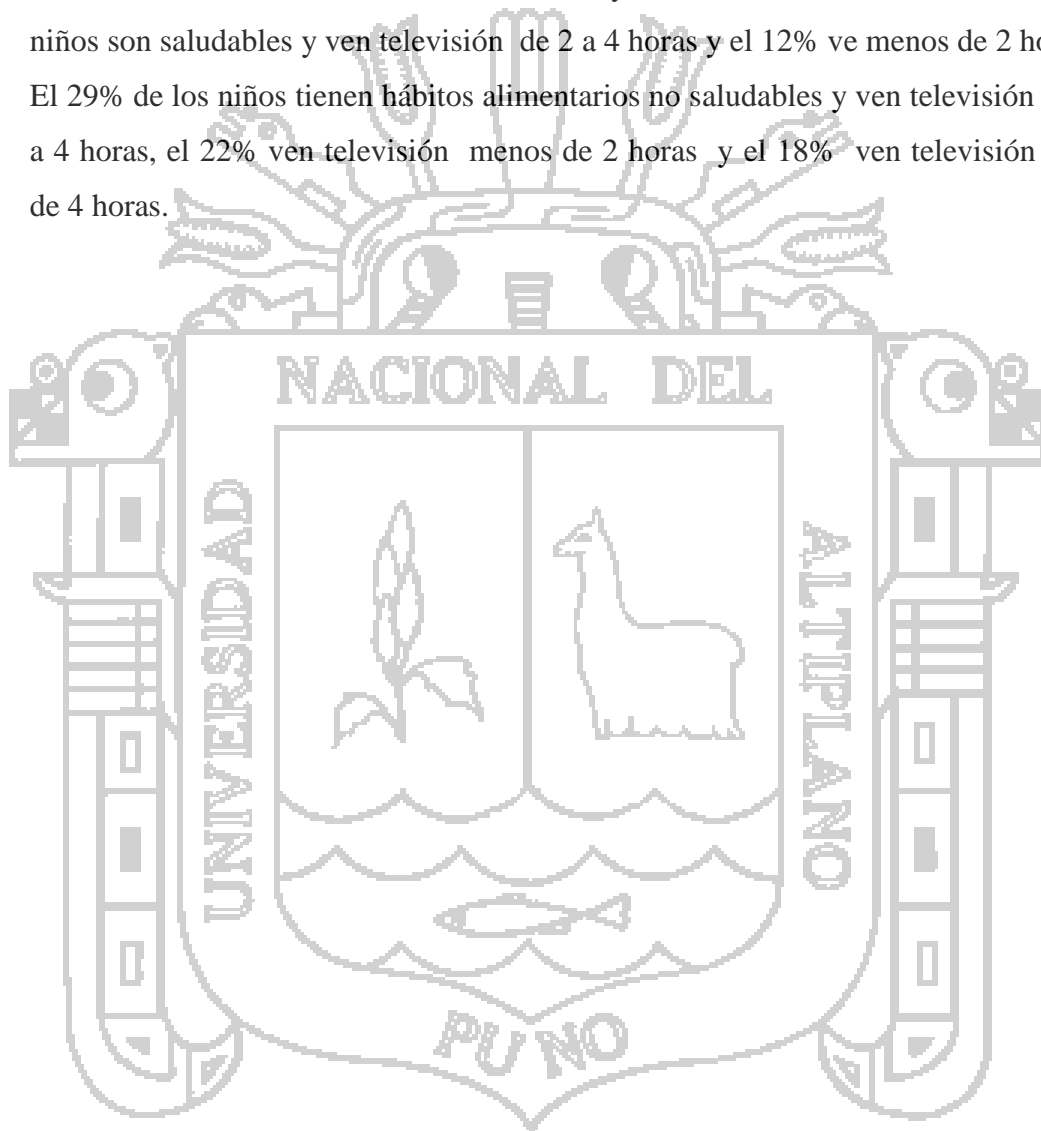 niños son saludables y ven televisión de 2 a 4 horas y el 12% ve menos de 2 ho
El 29% de los niños tienen hábitos alimentarios no saludables y ven televisión
a 4 horas, el 22% ven televisión menos de 2 horas y el 18% ven televisión
de 4 horas.
NACIONAL DEL
UNIVERSIDAD
ALTIPLANO
PUNO